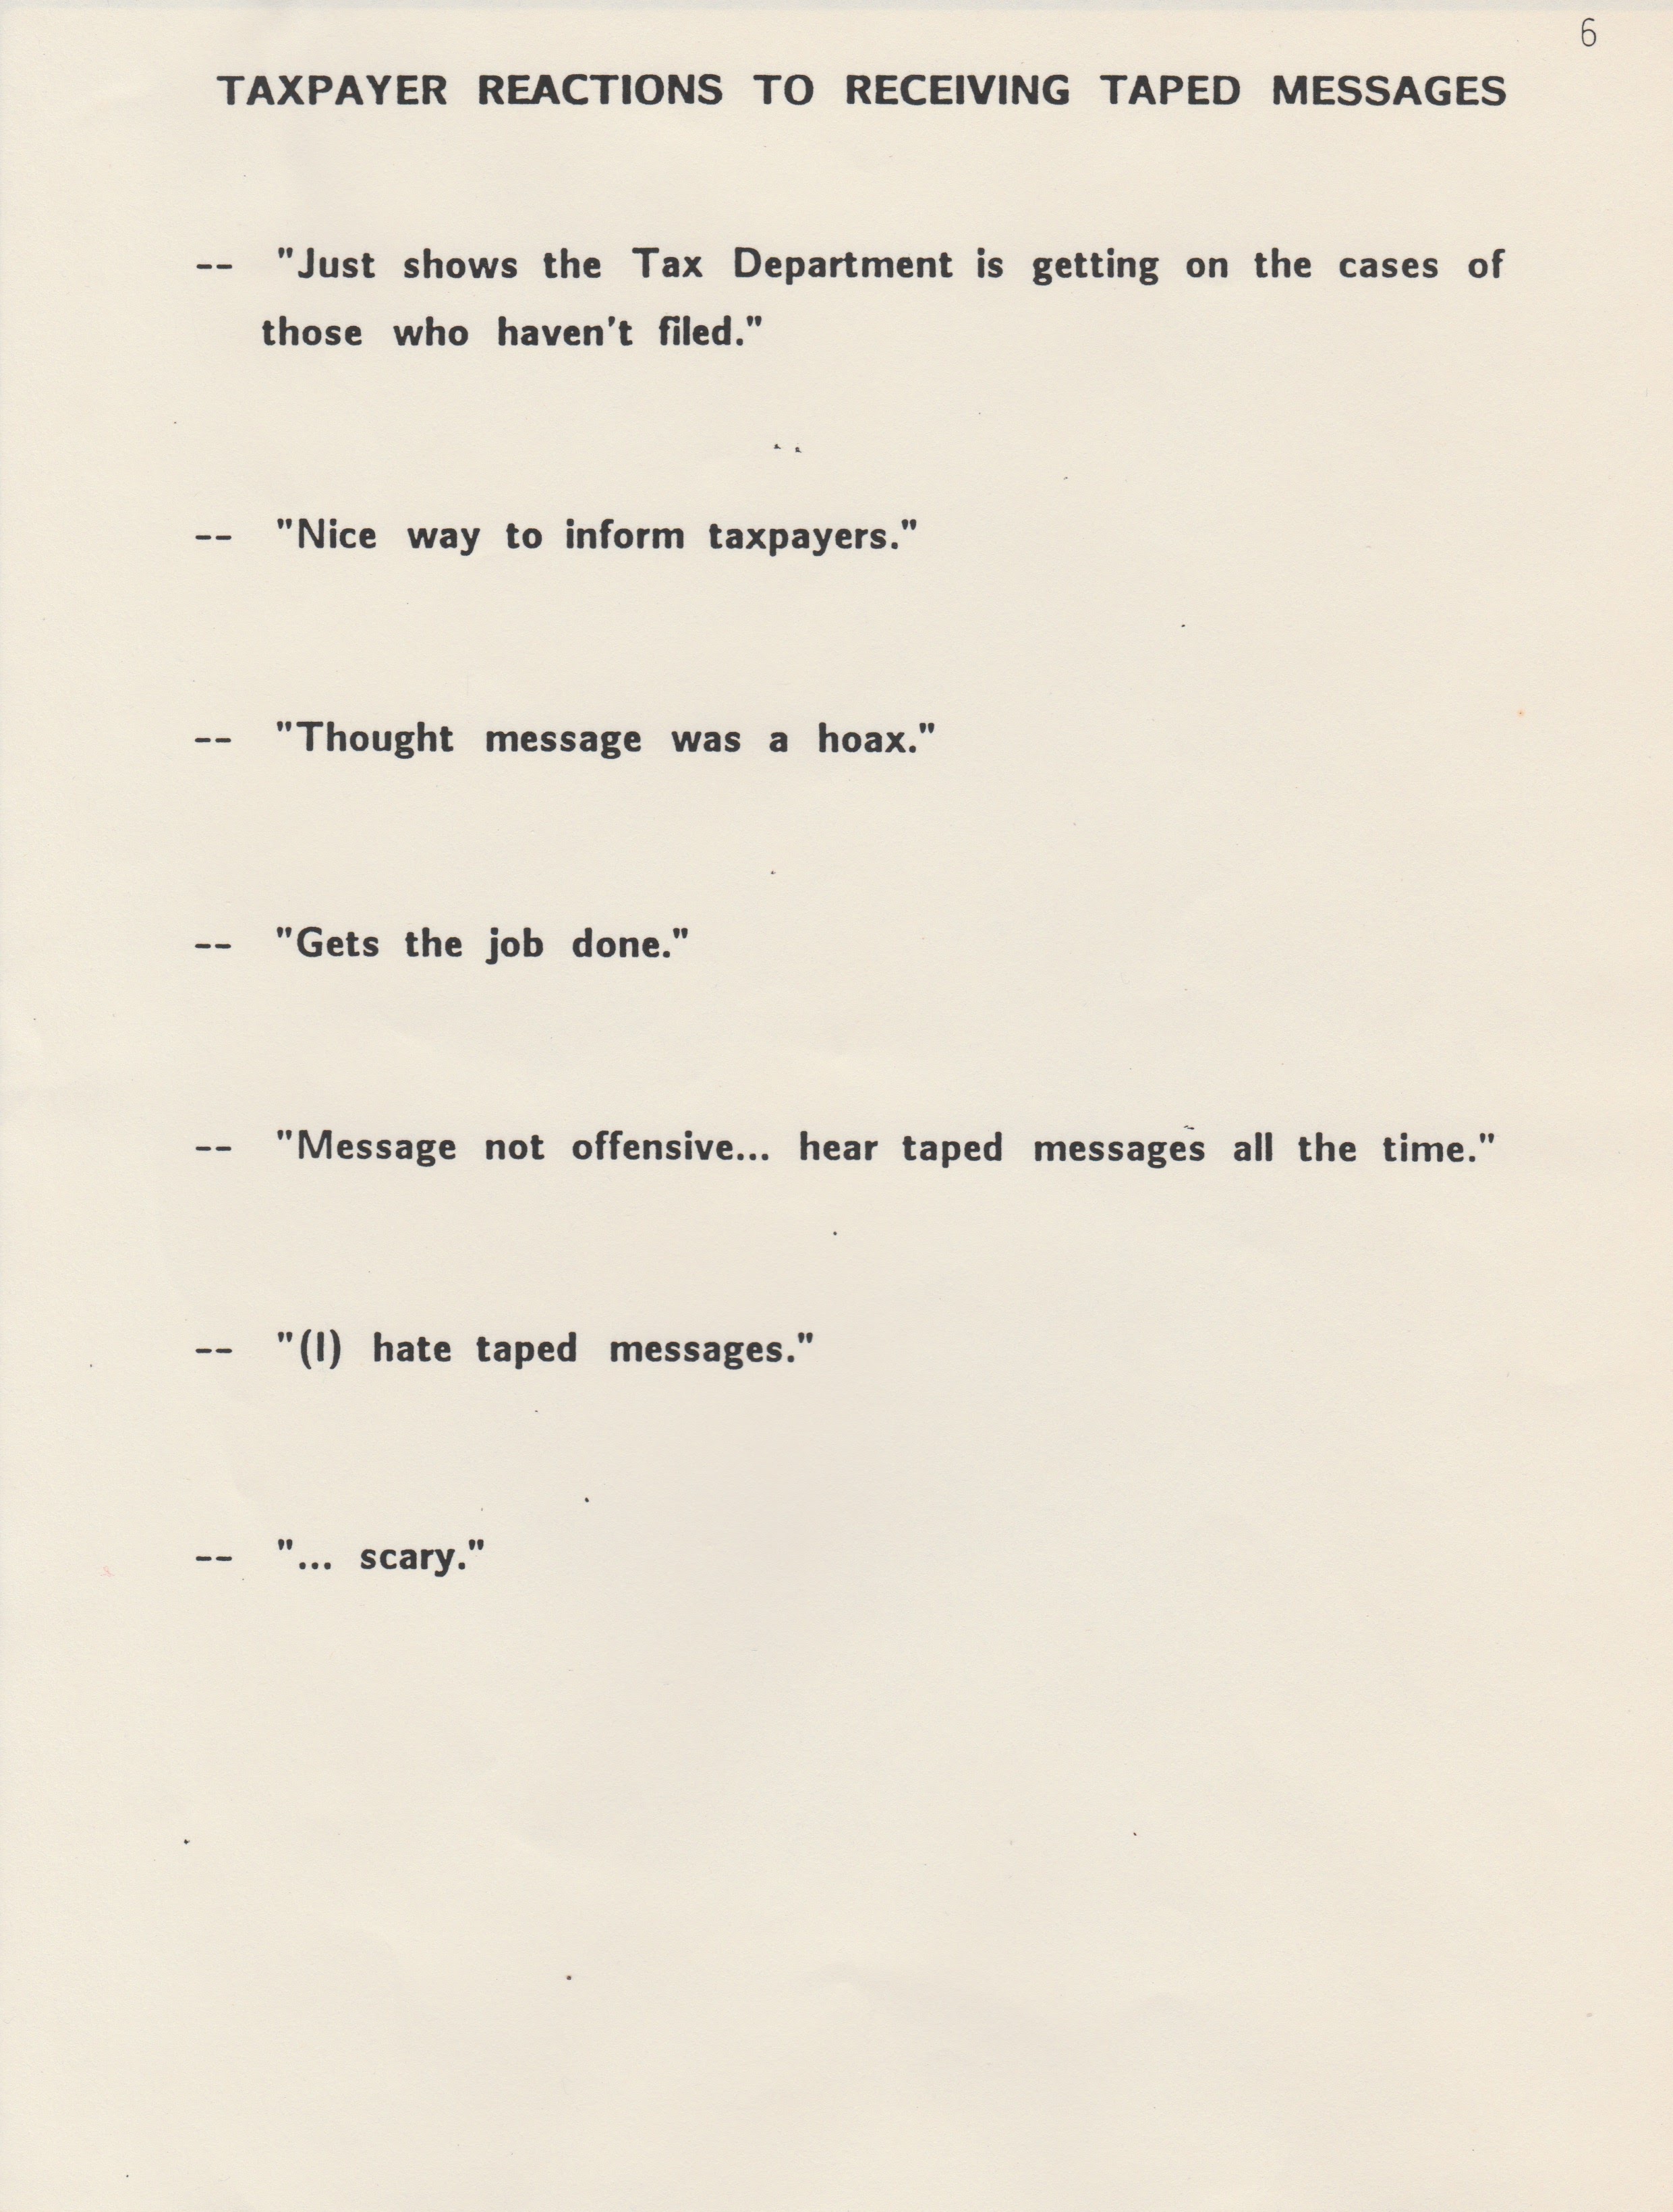 6
TAXPAYER REACTIONS TO RECEIVING TAPED MESSAGES
-- "Just shows the Tax Department is getting on the cases of
those who haven't filed."
-- "Nice way to inform taxpayers."
-- "Thought message was a hoax."
-- "Gets the job done."
-- "Message not offensive... hear taped messages all the time."
-- "(I) hate taped messages."
-- "... scary."